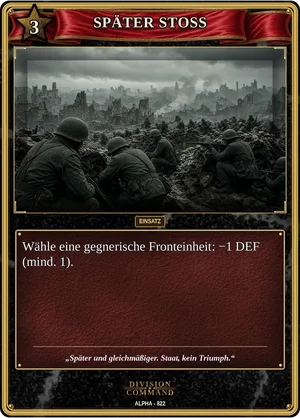 3
SPÄTER STOSS
EINSATZ
Wähle eine gegnerische Fronteinheit: −1 DEF
(mind. 1).
„Später und gleichmäßiger. Staat, kein Triumph.“
DIVISION
COMMAND
ALPHA - 822